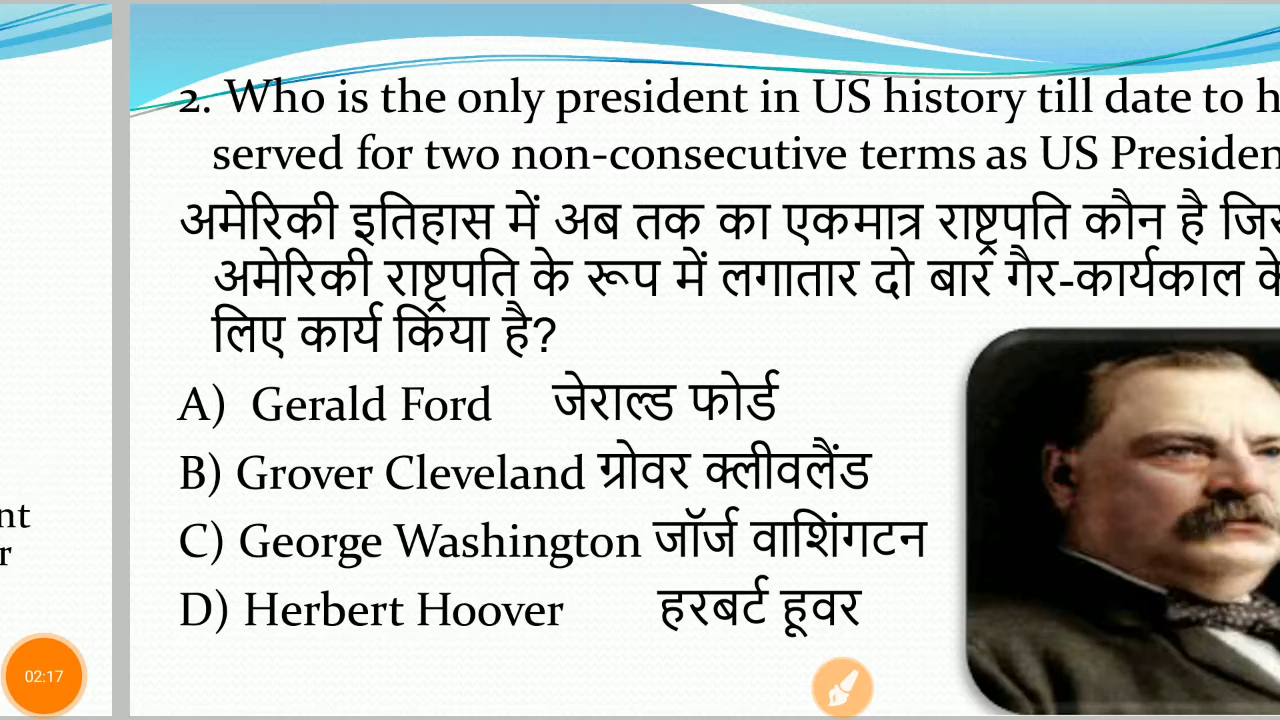 2. Who is the only president in US history till date to h
served for two non-consecutive terms as US Presiden
अमेरिकी इतिहास में अब तक का एकमात्र राष्ट्रपति कौन है जिस
अमेरिकी राष्ट्रपति के रूप में लगातार दो बार गैर-कार्यकाल के
लिए कार्य किया है?
A) Gerald Ford जेराल्ड फोर्ड
B) Grover Cleveland ग्रोवर क्लीवलैंड
C) George Washington जॉर्ज वाशिंगटन
D) Herbert Hoover हरबर्ट हूवर
nt
r
02:17